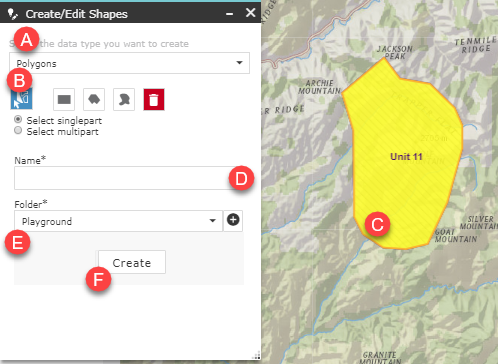 Create/Edit Shapes
the data type you want to create
A
Polygons
B
Select singlepart
Select multipart
Name*
D
Folder*
Playground
E
Create
F
JACKSON
PEAK
TENMILE
RIDGE
ARCHIE
MOUNTAIN
ER RIDGE
Unit 11
C
SILVER
MOUNTAIN
GOAT
MOUNTAIN
GRANITE
MOUNTAIN